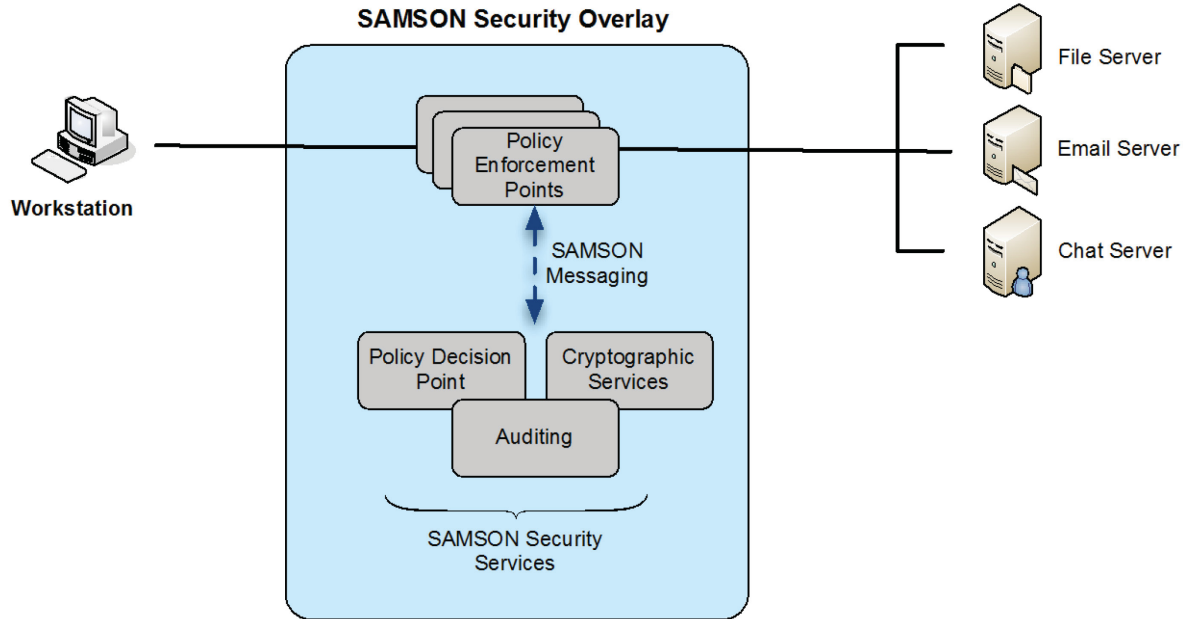 SAMSON Security Overlay
File Server
Policy
Enforcement
Points
Email Server
Workstation
SAMSON
Messaging
Chat Server
Policy Decision
Point
Cryptographic
Services
Auditing
SAMSON Security
Services